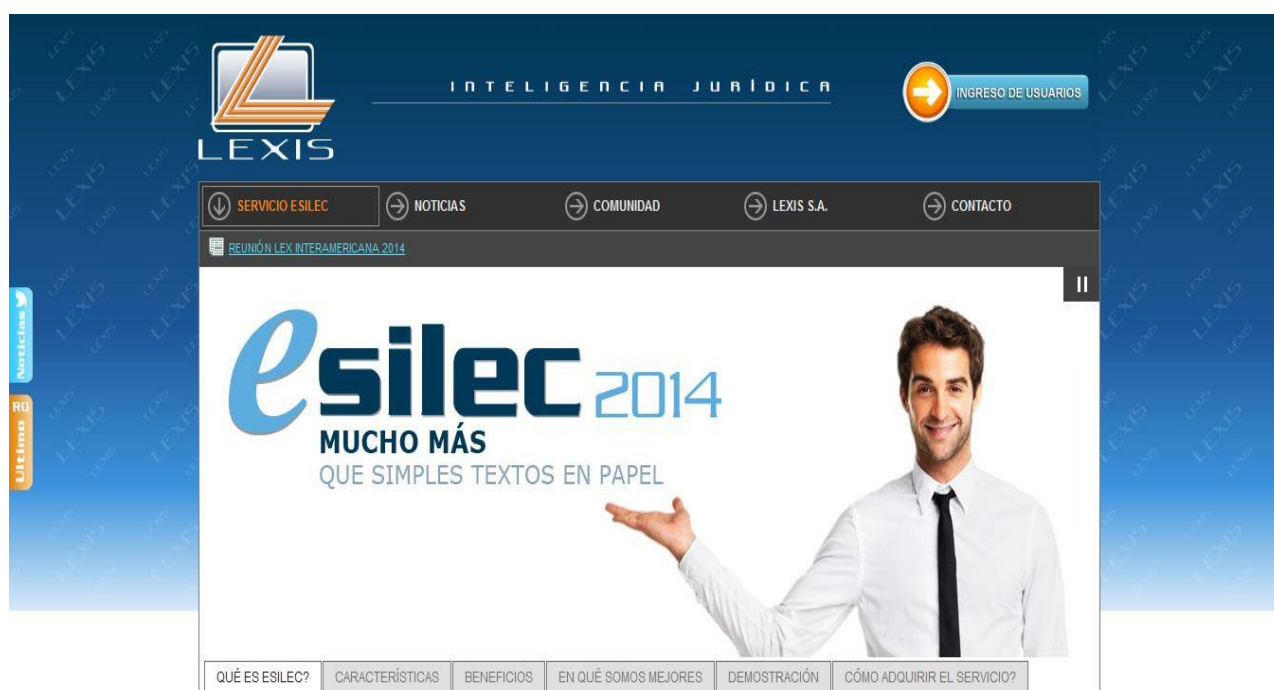 LEXIS
INTELIGENCIA JURÍDICA
INGRESO DE USUARIOS
SERVICIO ESILEC
NOTICIAS
COMUNIDAD
LEXIS S.A.
CONTACTO
REUNIÓN LEX INTERAMERICANA 2014
Noticias
Ultimo RO
esilec 2014
MUCHO MÁS
QUE SIMPLES TEXTOS EN PAPEL
QUÉ ES ESILEC?
CARACTERÍSTICAS
BENEFICIOS
EN QUÉ SOMOS MEJORES
DEMOSTRACIÓN
CÓMO ADQUIRIR EL SERVICIO?